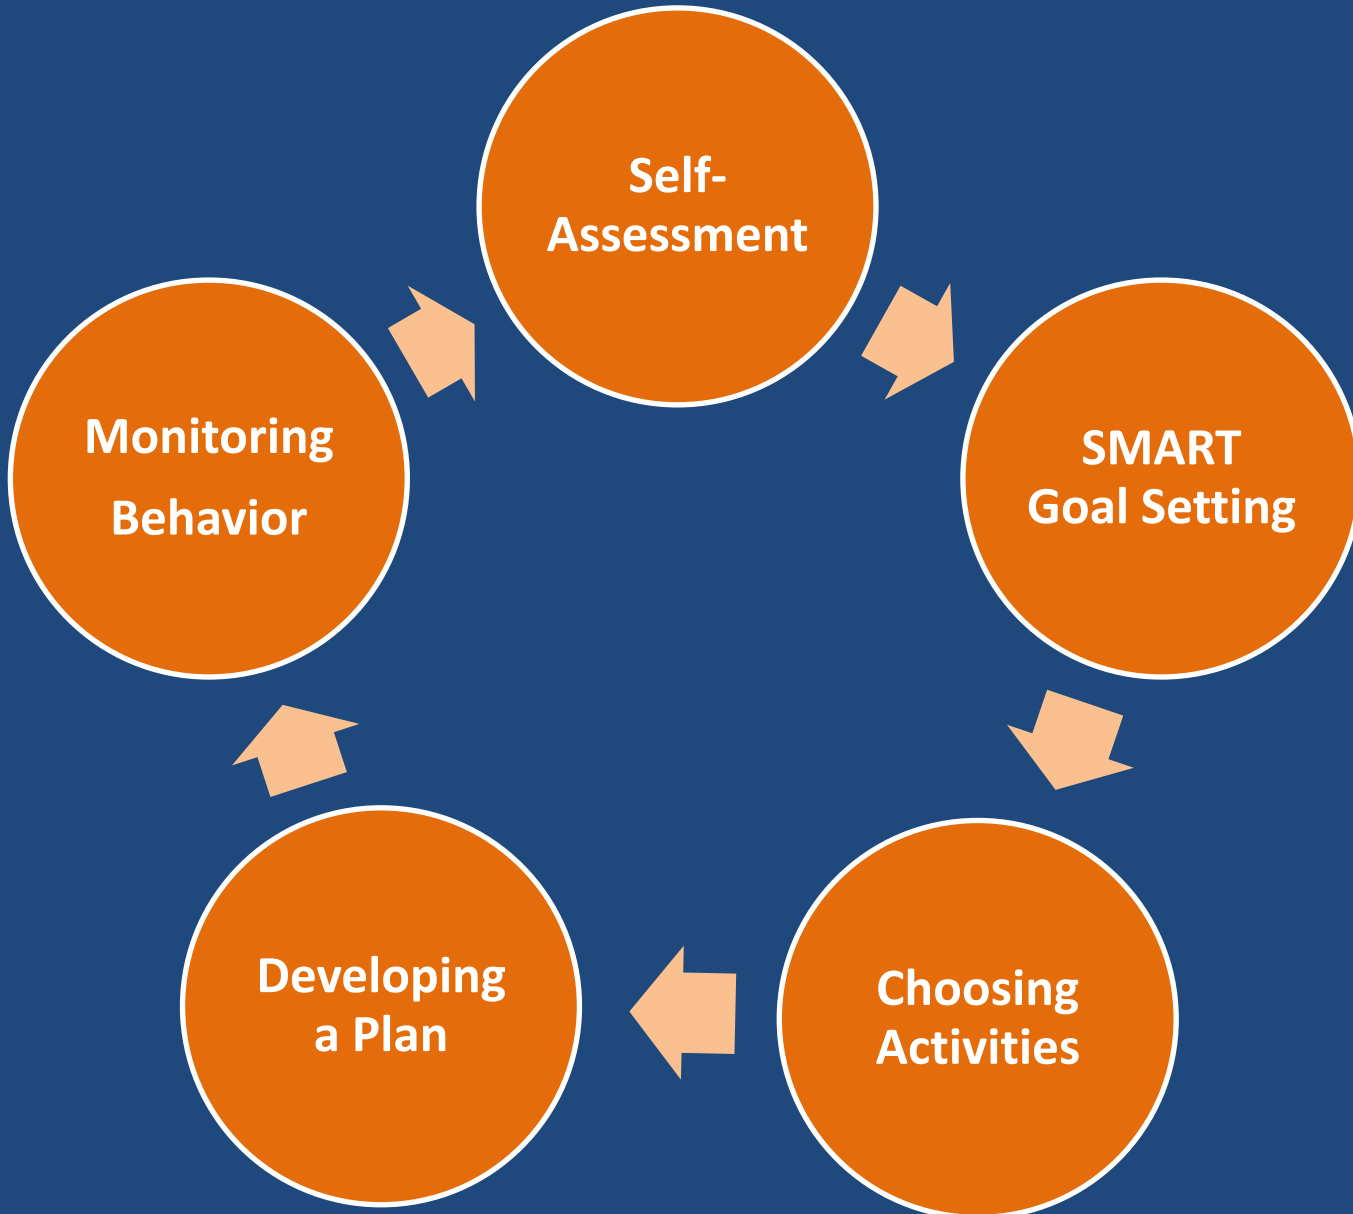 Self-
Assessment
SMART
Goal Setting
Choosing
Activities
Developing
a Plan
Monitoring
Behavior